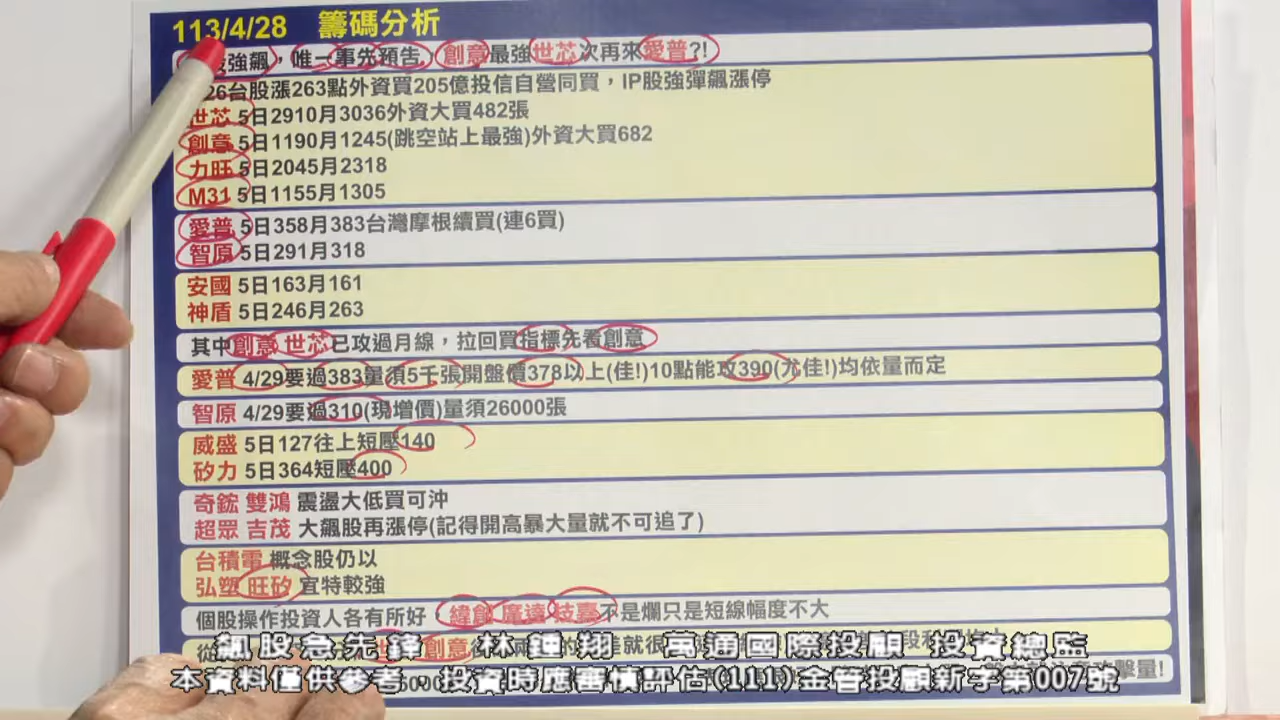 113/4/28 籌碼分析
股強飆，唯一事先預告，創意最強世芯次再來愛普?!
26台股漲263點外資買205億投信自營同買，IP股強彈飆漲停
世芯 5日2910月3036外資大買482張
創意 5日1190月1245(跳空站上最強)外資大買682
力旺 5日2045月2318
M31 5日1155月1305
愛普 5日358月383台灣摩根續買(連6買)
智原 5日291月318
安國 5日163月161
神盾 5日246月263
其中創意 世芯已攻過月線，拉回買指標先看創意
愛普 4/29要過383量須5千張開盤價378以上(佳!)10點能攻390(尤佳!)均依量而定
智原 4/29要過310(現增價)量須26000張
威盛 5日127往上短壓140
矽力 5日364短壓400
奇鋐 雙鴻 震盪大低買可沖
超眾 吉茂 大飆股再漲停(記得開高暴大量就不可追了)
台積電 概念股仍以
弘塑 旺矽 宜特較強
個股操作投資人各有所好，緯創 廣達 技嘉不是爛只是短線幅度不大
創意
攻擊量!
飆股急先鋒 林鍾翔 萬通國際投顧 投資總監
本資料僅供參考，投資時應審慎評估(111)金管投顧新字第007號